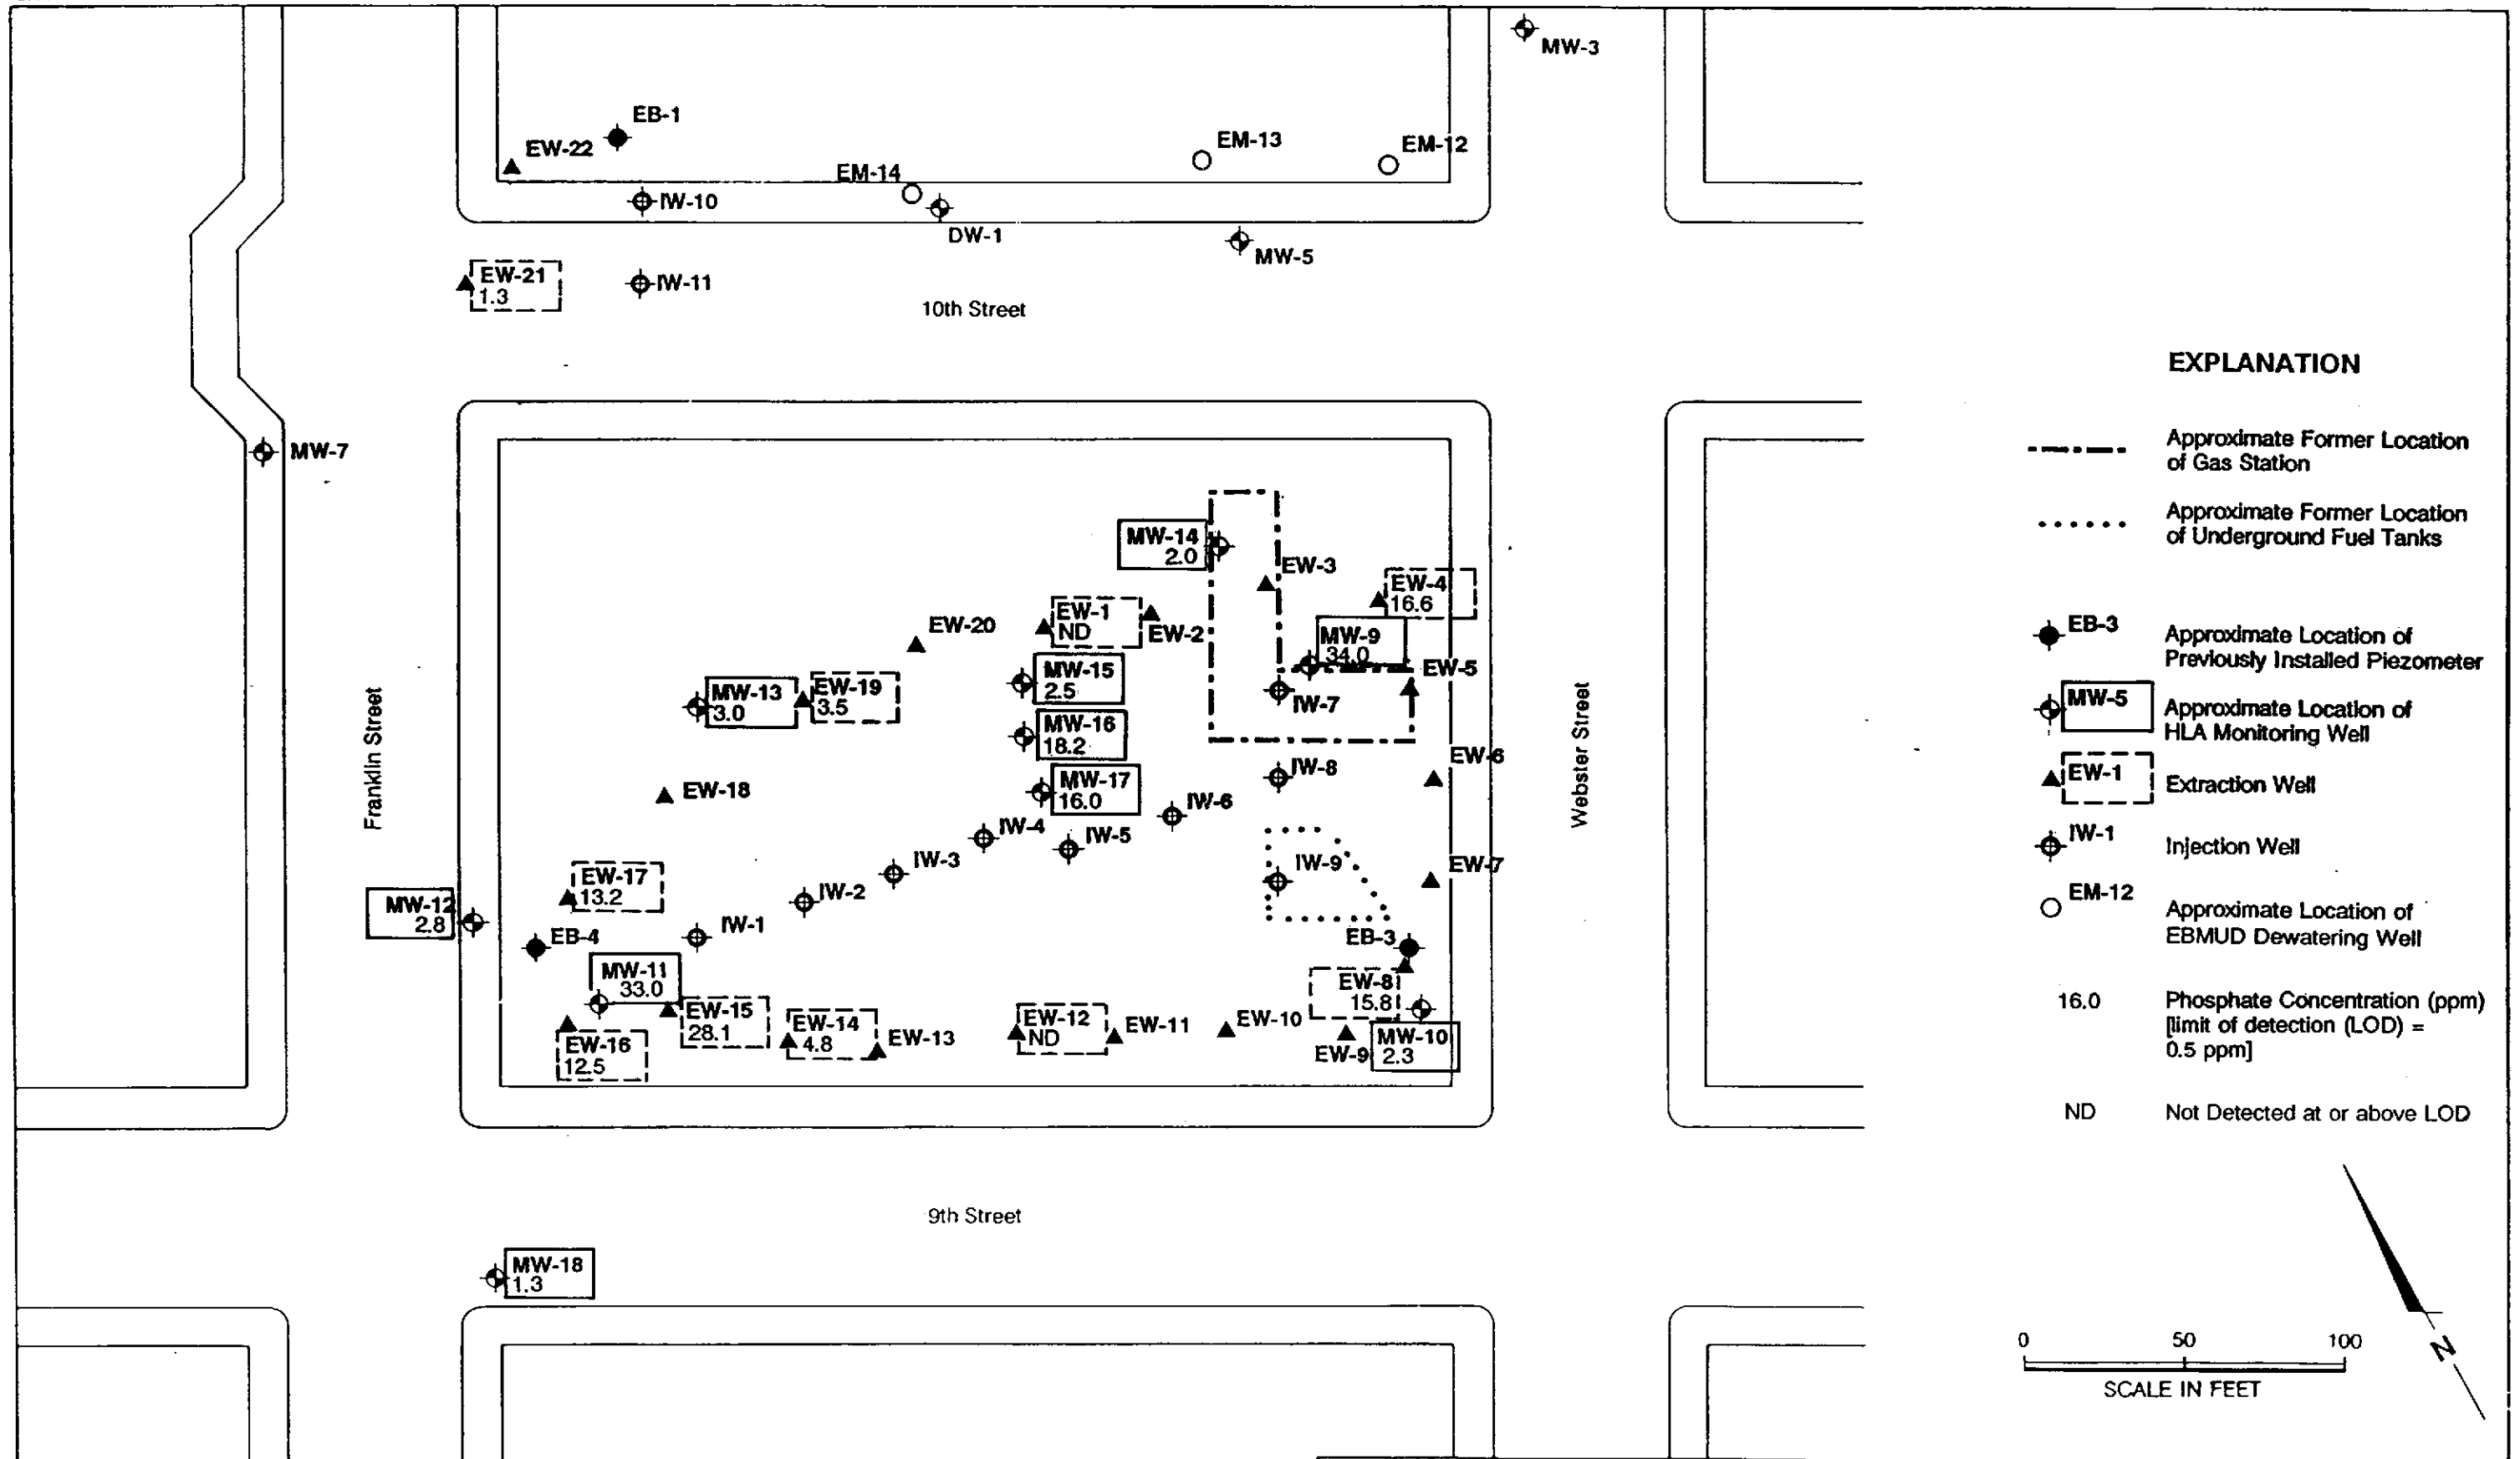 MW-3
EB-1
EW-22
EM-13
EM-12
EM-14
IW-10
DW-1
MW-5
EW-21
1.3
IW-11
10th Street
MW-7
MW-14
2.0
EW-3
EW-4
16.6
EW-1
ND
EW-2
EW-20
MW-9
34.0
EW-5
MW-15
2.5
MW-13
3.0
EW-19
3.5
IW-7
MW-16
18.2
Franklin Street
Webster Street
EW-6
IW-8
MW-17
16.0
EW-18
IW-6
IW-4
IW-5
IW-3
IW-9
EW-7
EW-17
13.2
IW-2
MW-12
2.8
IW-1
EB-4
EB-3
MW-11
33.0
EW-8
15.8
EW-15
28.1
EW-14
4.8
EW-13
EW-12
ND
EW-11
EW-10
EW-9
MW-10
2.3
EW-16
12.5
9th Street
MW-18
1.3
EXPLANATION
Approximate Former Location
of Gas Station
Approximate Former Location
of Underground Fuel Tanks
EB-3
Approximate Location of
Previously Installed Piezometer
MW-5
Approximate Location of
HLA Monitoring Well
EW-1
Extraction Well
IW-1
Injection Well
EM-12
Approximate Location of
EBMUD Dewatering Well
16.0
Phosphate Concentration (ppm)
[limit of detection (LOD) =
0.5 ppm]
ND
Not Detected at or above LOD
N
0 50 100
SCALE IN FEET